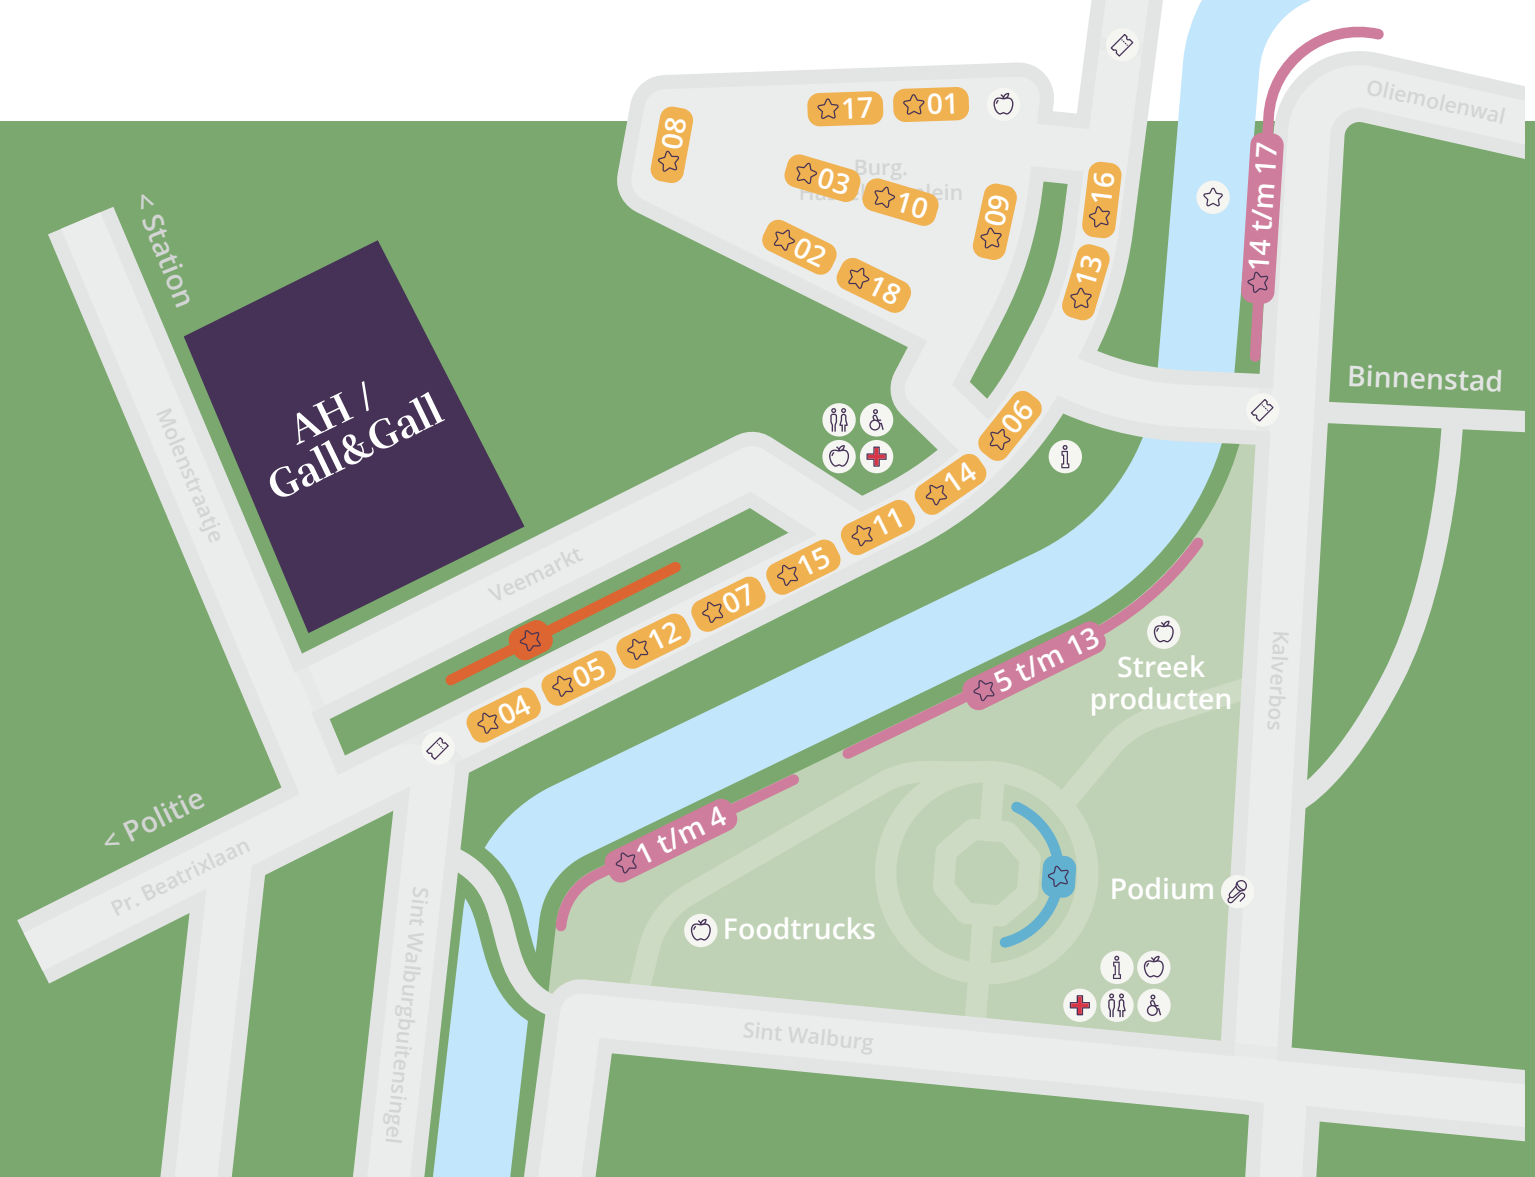 Oliemolenwal
17
01
08
Burg.
03
10
09
16
14 t/m 17
02
18
13
< Station
Binnenstad
AH /
Gall&Gall
Molenstraatje
06
14
11
15
07
12
05
04
Veemarkt
5 t/m 13
Streek
producten
Kalverbos
< Politie
Pr. Beatrixlaan
1 t/m 4
Podium
Foodtrucks
Sint Walburgbuitensingel
Sint Walburg